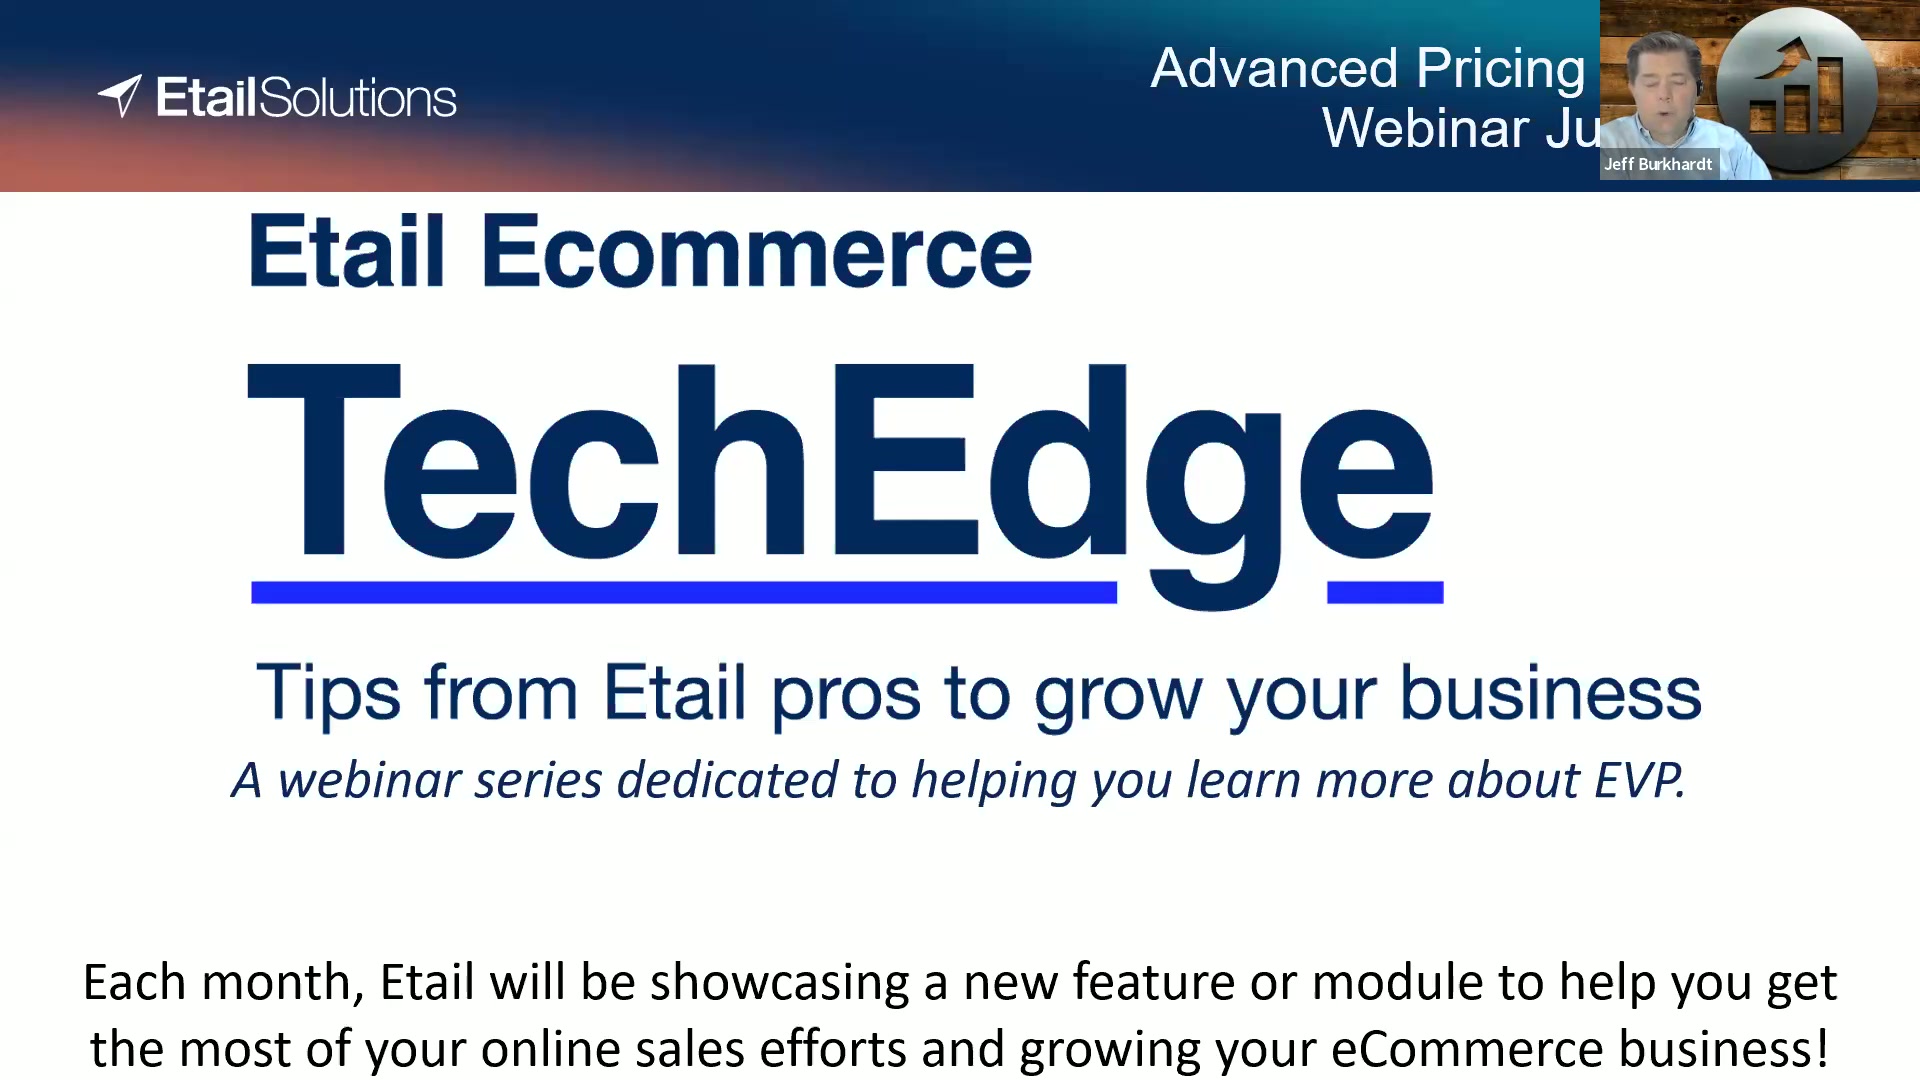 EtailSolutions
Advanced Pricing
Webinar Ju
Jeff Burkhardt
Etail Ecommerce
TechEdge
Tips from Etail pros to grow your business
A webinar series dedicated to helping you learn more about EVP.
Each month, Etail will be showcasing a new feature or module to help you get
the most of your online sales efforts and growing your eCommerce business!